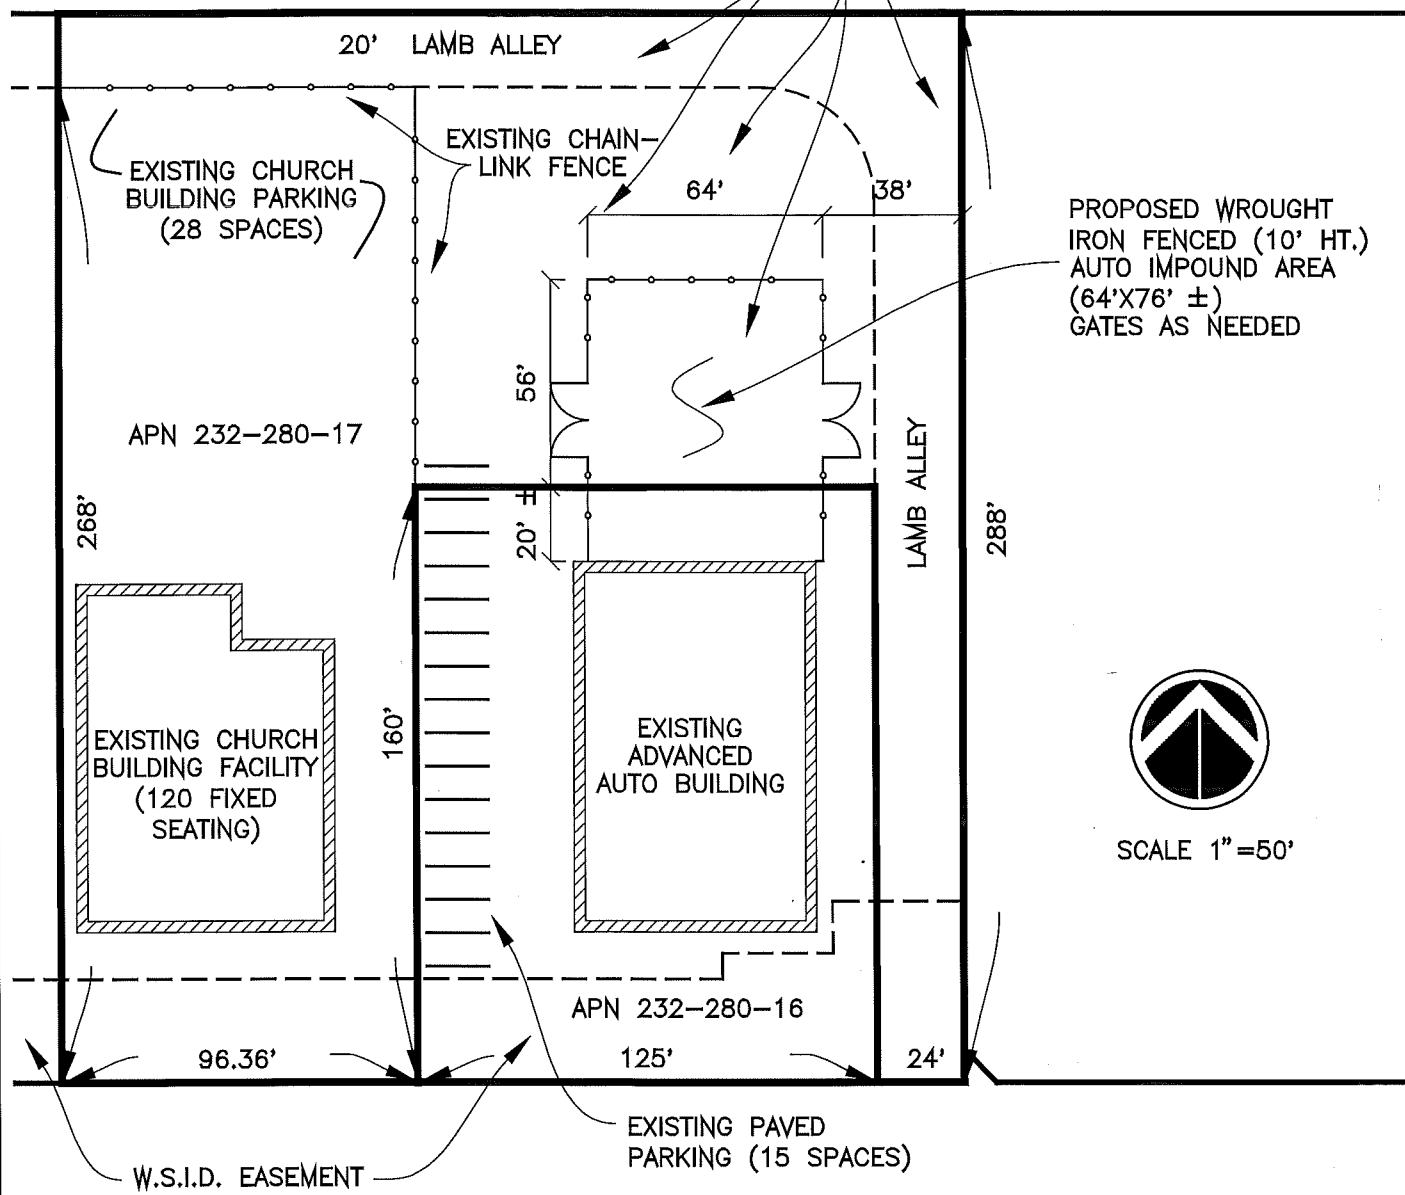 20' LAMB ALLEY
EXISTING CHAIN-
LINK FENCE
EXISTING CHURCH
BUILDING PARKING
(28 SPACES)
64'
38'
PROPOSED WROUGHT
IRON FENCED (10' HT.)
AUTO IMPOUND AREA
(64'X76' ±)
GATES AS NEEDED
56'
APN 232-280-17
LAMB ALLEY
268'
20' ±
288'
160'
EXISTING CHURCH
BUILDING FACILITY
(120 FIXED
SEATING)
EXISTING
ADVANCED
AUTO BUILDING
SCALE 1"=50'
APN 232-280-16
96.36'
125'
24'
EXISTING PAVED
PARKING (15 SPACES)
W.S.I.D. EASEMENT